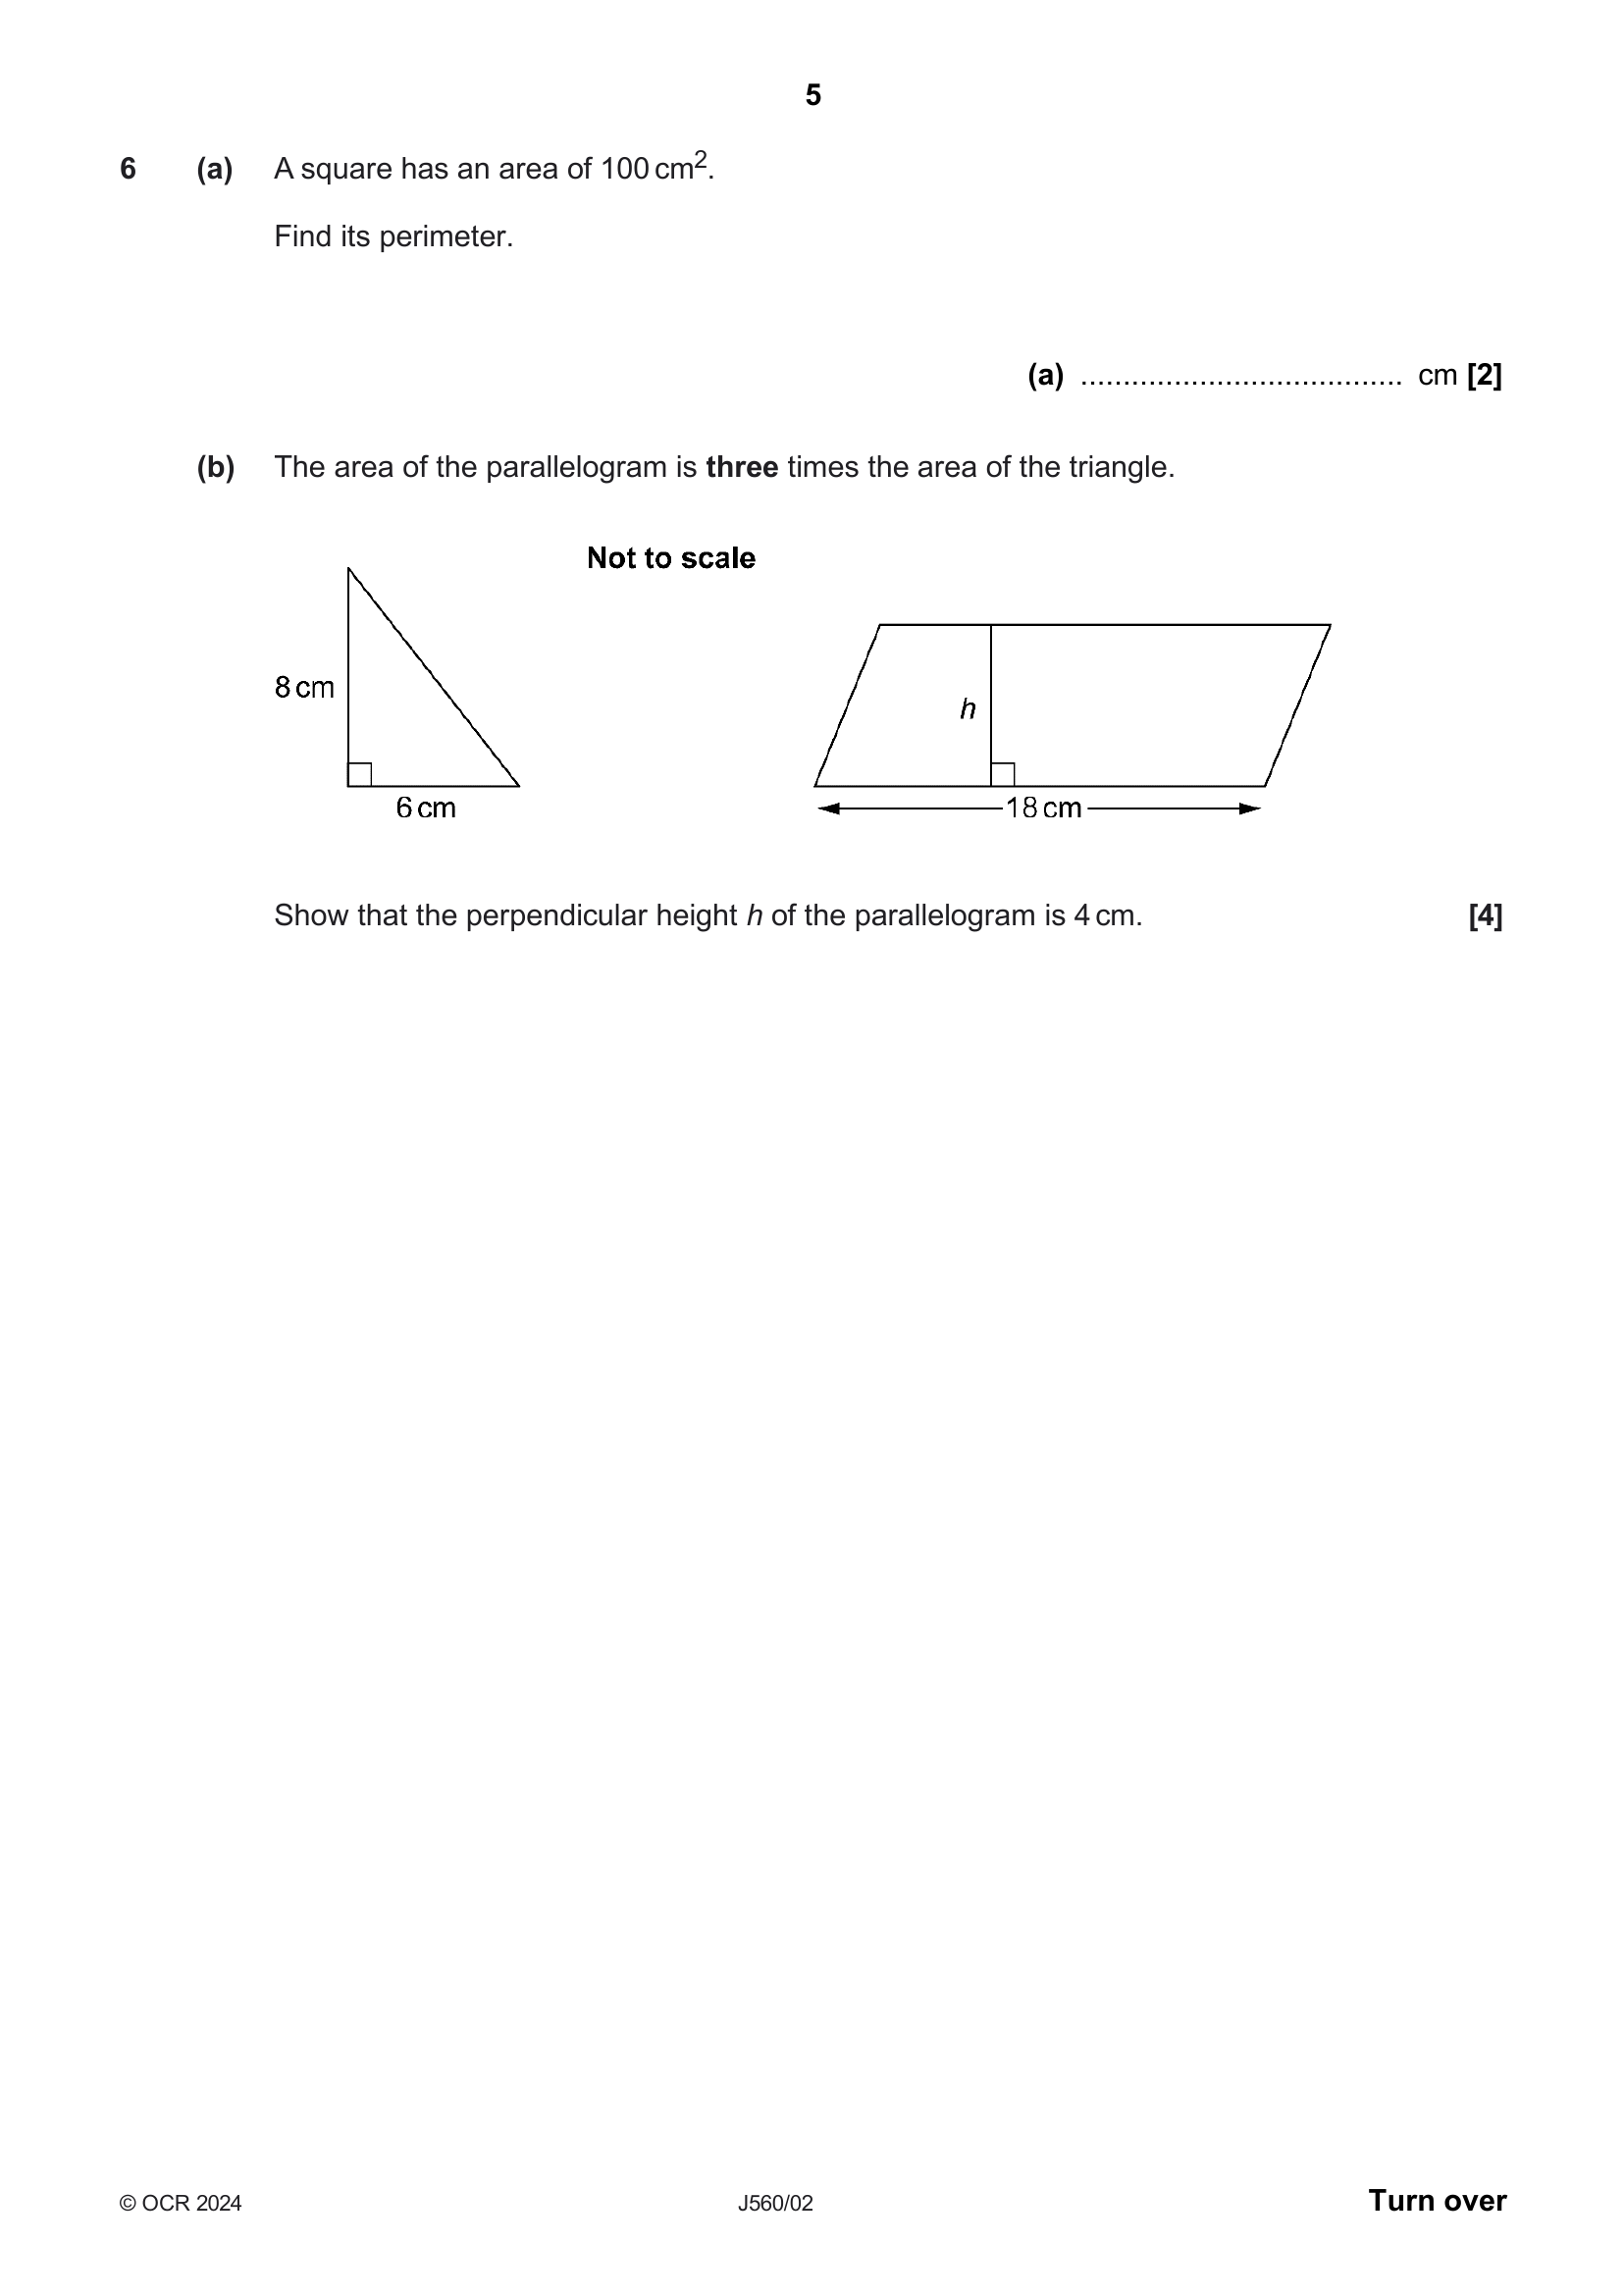 5
6 (a) A square has an area of 100 cm².
Find its perimeter.
(a) ...................................... cm [2]
(b) The area of the parallelogram is three times the area of the triangle.
Not to scale
8 cm
h
6 cm
18 cm
Show that the perpendicular height h of the parallelogram is 4 cm. [4]
© OCR 2024 J560/02 Turn over